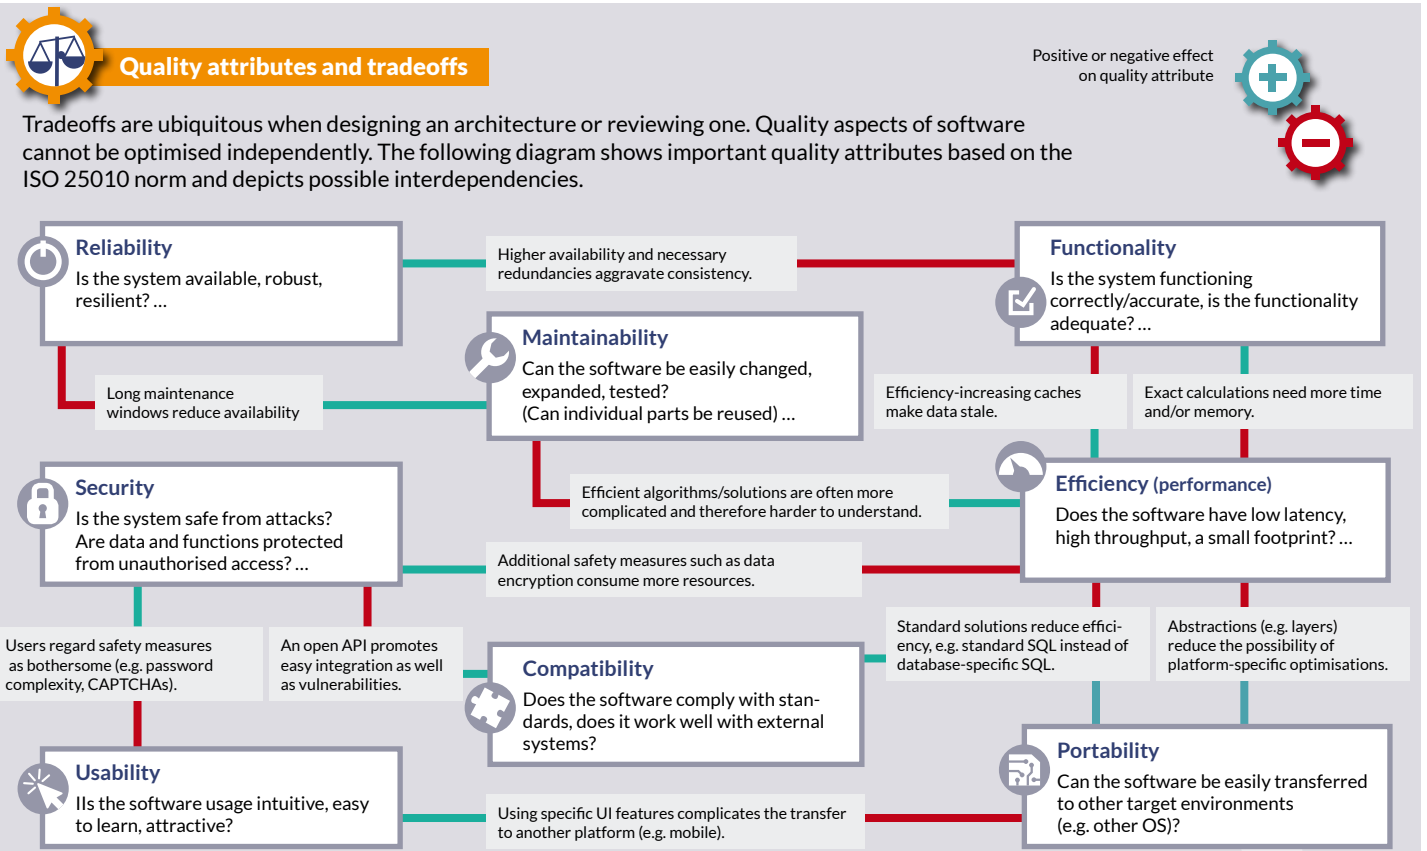 Quality attributes and tradeoffs
Positive or negative effect
on quality attribute
Tradeoffs are ubiquitous when designing an architecture or reviewing one. Quality aspects of software
cannot be optimised independently. The following diagram shows important quality attributes based on the
ISO 25010 norm and depicts possible interdependencies.
Reliability
Is the system available, robust,
resilient? ...
Higher availability and necessary
redundancies aggravate consistency.
Functionality
Is the system functioning
correctly/accurate, is the functionality
adequate? ...
Maintainability
Can the software be easily changed,
expanded, tested?
(Can individual parts be reused) ...
Long maintenance
windows reduce availability
Efficiency-increasing caches
make data stale.
Exact calculations need more time
and/or memory.
Security
Is the system safe from attacks?
Are data and functions protected
from unauthorised access? ...
Efficient algorithms/solutions are often more
complicated and therefore harder to understand.
Efficiency (performance)
Does the software have low latency,
high throughput, a small footprint? ...
Additional safety measures such as data
encryption consume more resources.
Users regard safety measures
as bothersome (e.g. password
complexity, CAPTCHAs).
An open API promotes
easy integration as well
as vulnerabilities.
Compatibility
Does the software comply with stan-
dards, does it work well with external
systems?
Standard solutions reduce effici-
ency, e.g. standard SQL instead of
database-specific SQL.
Abstractions (e.g. layers)
reduce the possibility of
platform-specific optimisations.
Usability
IIs the software usage intuitive, easy
to learn, attractive?
Using specific UI features complicates the transfer
to another platform (e.g. mobile).
Portability
Can the software be easily transferred
to other target environments
(e.g. other OS)?